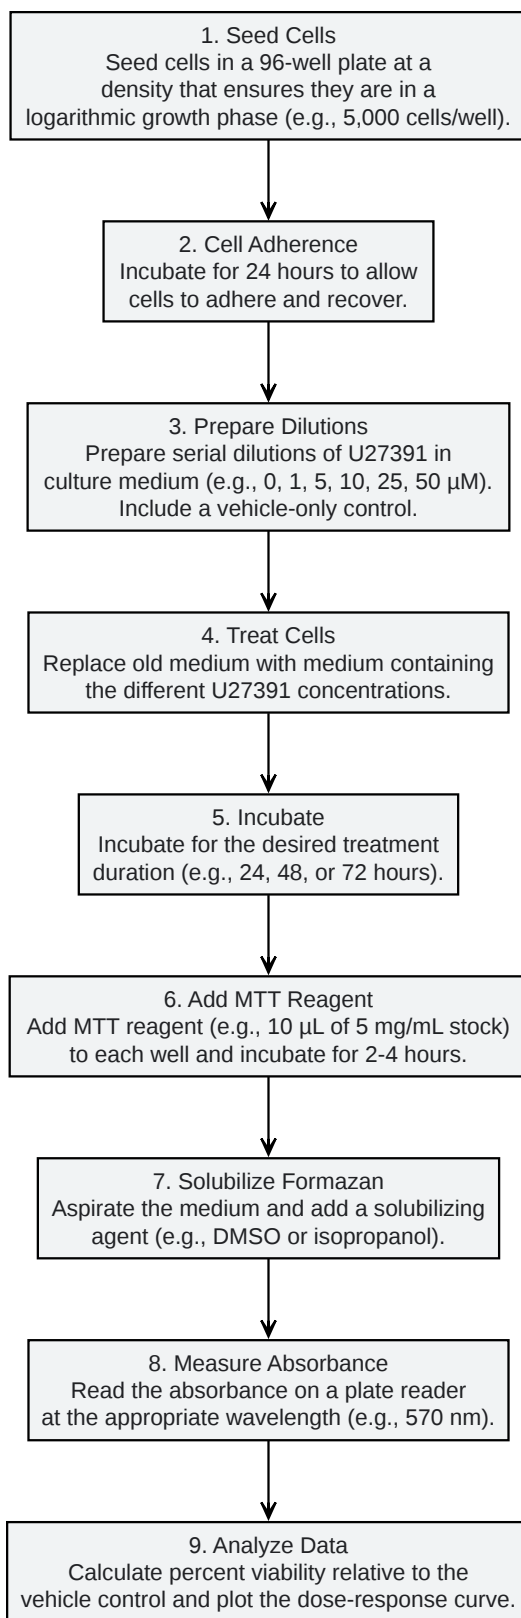 1. Seed Cells
Seed cells in a 96-well plate at a
density that ensures they are in a
logarithmic growth phase (e.g., 5,000 cells/well).
2. Cell Adherence
Incubate for 24 hours to allow
cells to adhere and recover.
3. Prepare Dilutions
Prepare serial dilutions of U27391 in
culture medium (e.g., 0, 1, 5, 10, 25, 50 µM).
Include a vehicle-only control.
4. Treat Cells
Replace old medium with medium containing
the different U27391 concentrations.
5. Incubate
Incubate for the desired treatment
duration (e.g., 24, 48, or 72 hours).
6. Add MTT Reagent
Add MTT reagent (e.g., 10 µL of 5 mg/mL stock)
to each well and incubate for 2-4 hours.
7. Solubilize Formazan
Aspirate the medium and add a solubilizing
agent (e.g., DMSO or isopropanol).
8. Measure Absorbance
Read the absorbance on a plate reader
at the appropriate wavelength (e.g., 570 nm).
9. Analyze Data
Calculate percent viability relative to the
vehicle control and plot the dose-response curve.